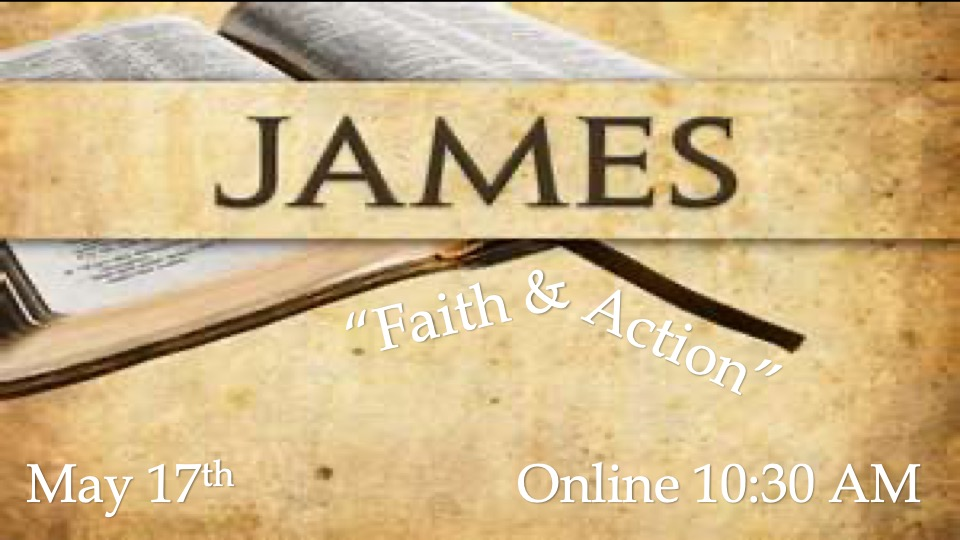 JAMES
“Faith & Action”
May 17th
Online 10:30 AM